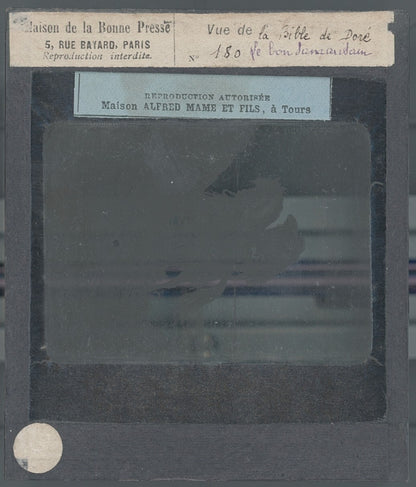 Maison de la Bonne Presse
5, RUE BAYARD, PARIS
Reproduction interdite.
Vue de la Bible de Doré
N° 180 le bon Samaritain
REPRODUCTION AUTORISÉE
Maison ALFRED MAME ET FILS, à Tours